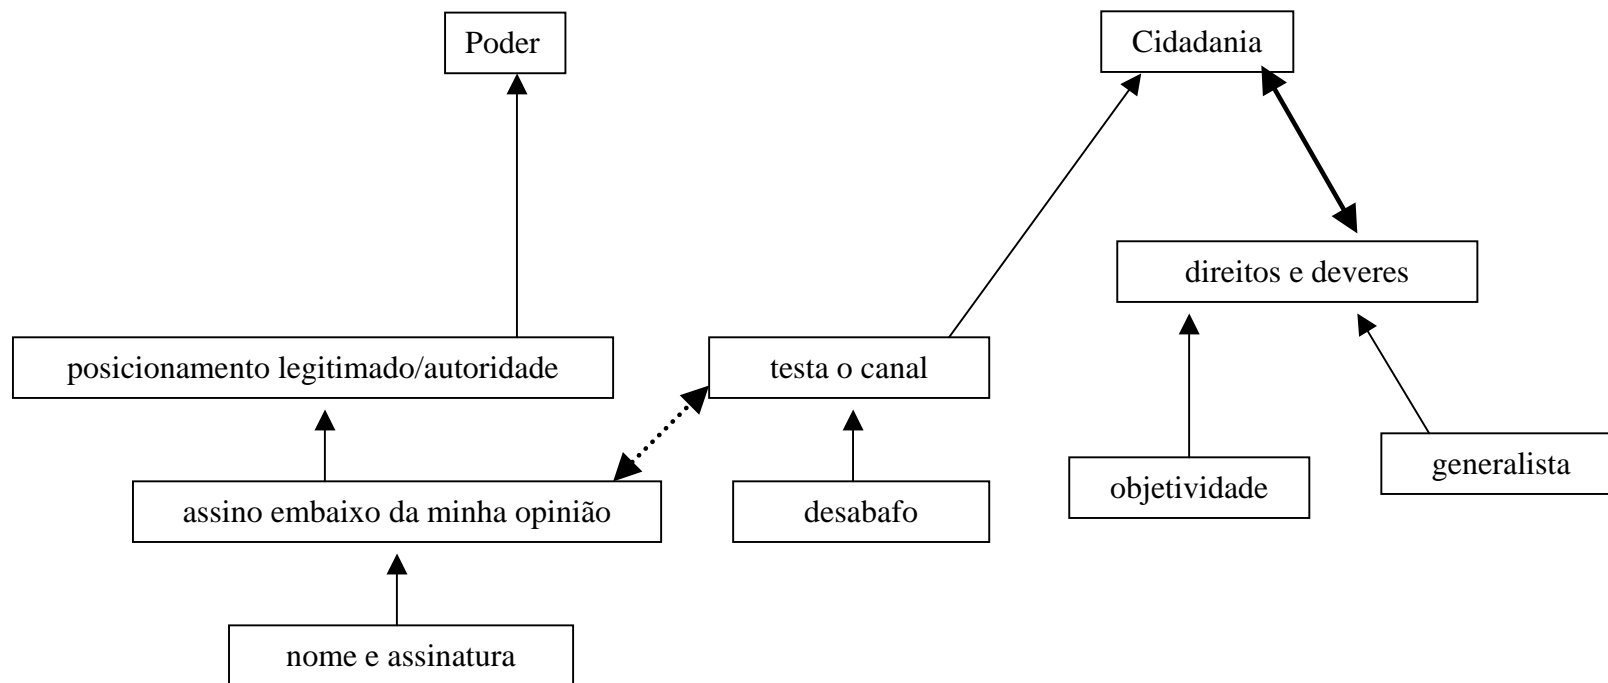 Poder
Cidadania
direitos e deveres
posicionamento legitimado/autoridade
testa o canal
generalista
objetividade
assino embaixo da minha opinião
desabafo
nome e assinatura